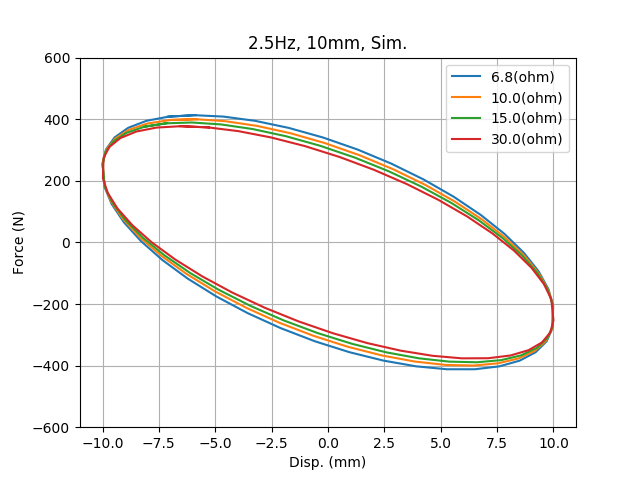 2.5Hz, 10mm, Sim.
6.8(ohm)
10.0(ohm)
15.0(ohm)
30.0(ohm)
Force (N)
600
400
200
0
−200
−400
−600
−10.0 −7.5 −5.0 −2.5 0.0 2.5 5.0 7.5 10.0
Disp. (mm)